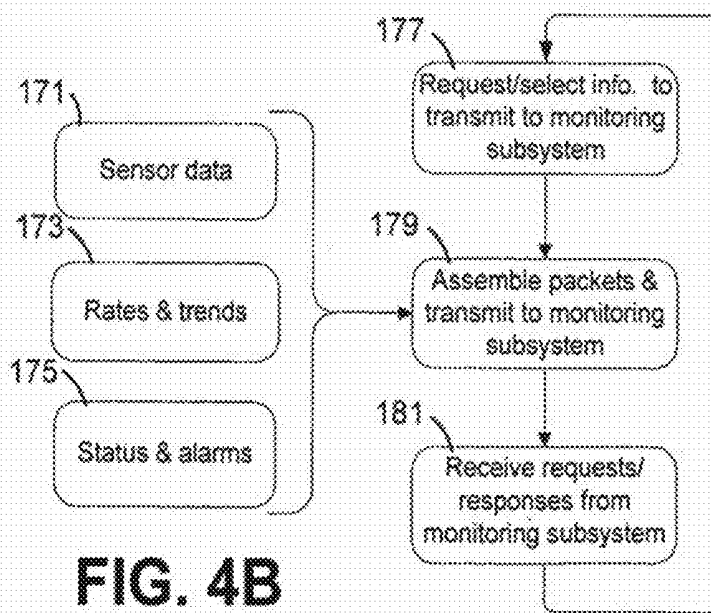 177
Request/select info. to
transmit to monitoring
subsystem
171
Sensor data
173
Rates & trends
179
Assemble packets &
transmit to monitoring
subsystem
175
Status & alarms
181
Receive requests/
responses from
monitoring subsystem
FIG. 4B